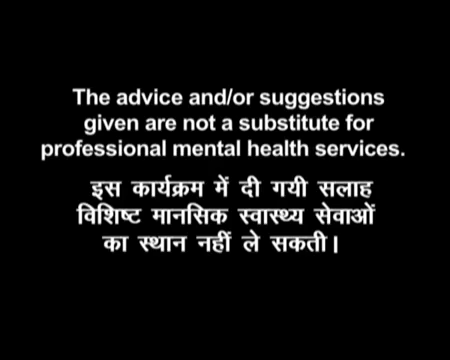 The advice and/or suggestions
given are not a substitute for
professional mental health services.
इस कार्यक्रम में दी गयी सलाह
विशिष्ट मानसिक स्वास्थ्य सेवाओं
का स्थान नहीं ले सकती।